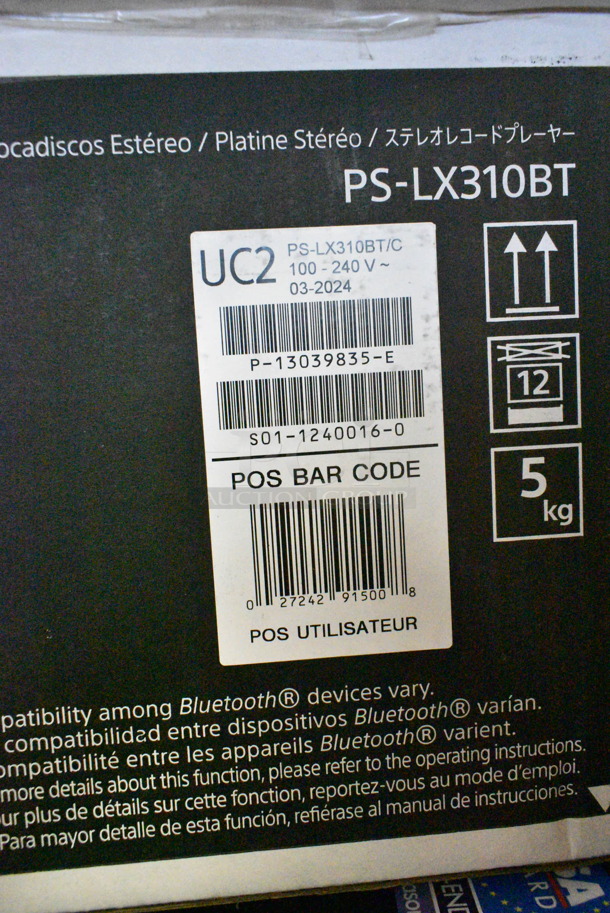 ocadiscos Estéreo / Platine Stéréo / ステレオレコードプレーヤー
PS-LX310BT
UC2
PS-LX310BT/C
100 - 240 V ~
03-2024
P-13039835-E
S01-1240016-0
12
POS BAR CODE
5
kg
AUCTION GROUP
0 27242 91500 8
POS UTILISATEUR
patibility among Bluetooth® devices vary.
compatibilidad entre dispositivos Bluetooth® varían.
ompatibilité entre les appareils Bluetooth® varient.
more details about this function, please refer to the operating instructions.
ur plus de détails sur cette fonction, reportez-vous au mode d'emploi.
Para mayor detalle de esta función, refiérase al manual de instrucciones.